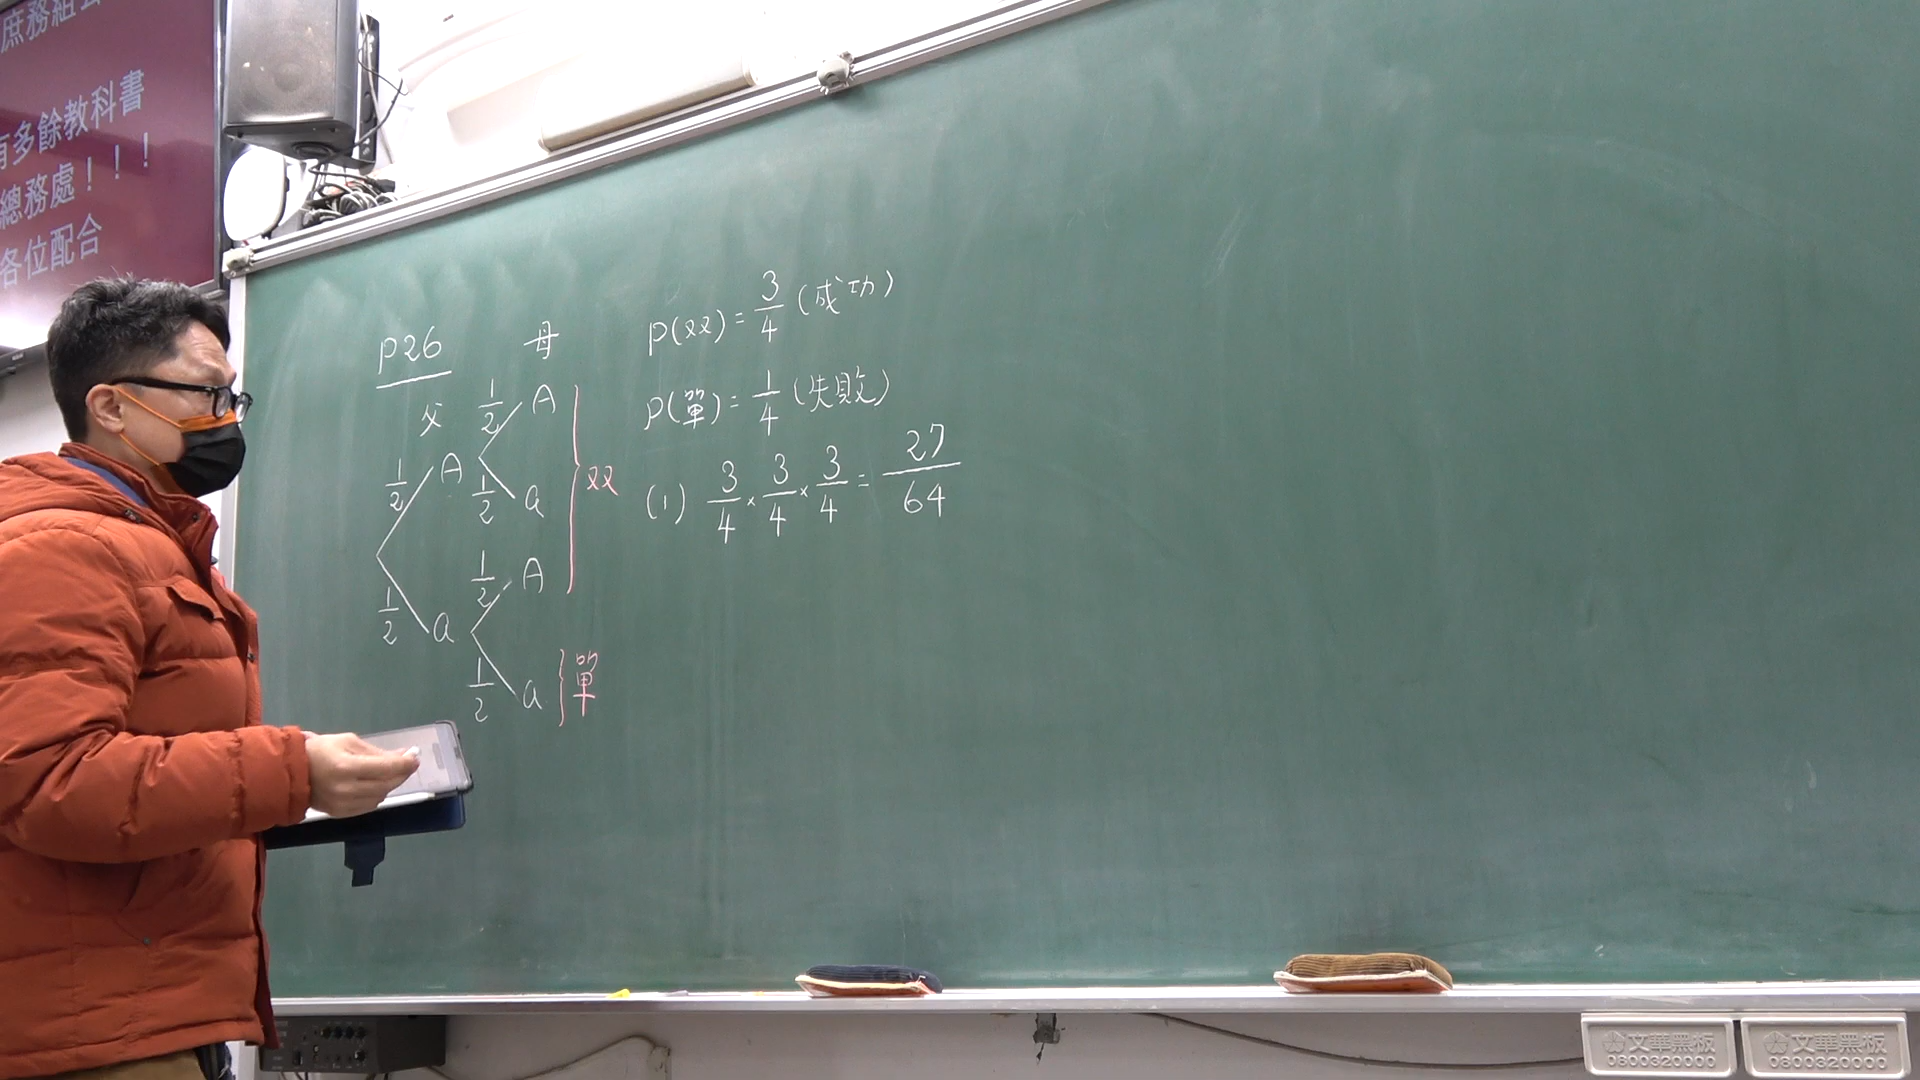 庶務組公
有多餘教科書
總務處！！！
各位配合
P26
父
母
1/2 A
1/2 a
1/2 A
1/2 a
1/2 A
1/2 a
双
單
P(双) = 3/4 (成功)
P(單) = 1/4 (失敗)
(1) 3/4 × 3/4 × 3/4 = 27/64
文華黑板
0800320000
文華黑板
0800320000